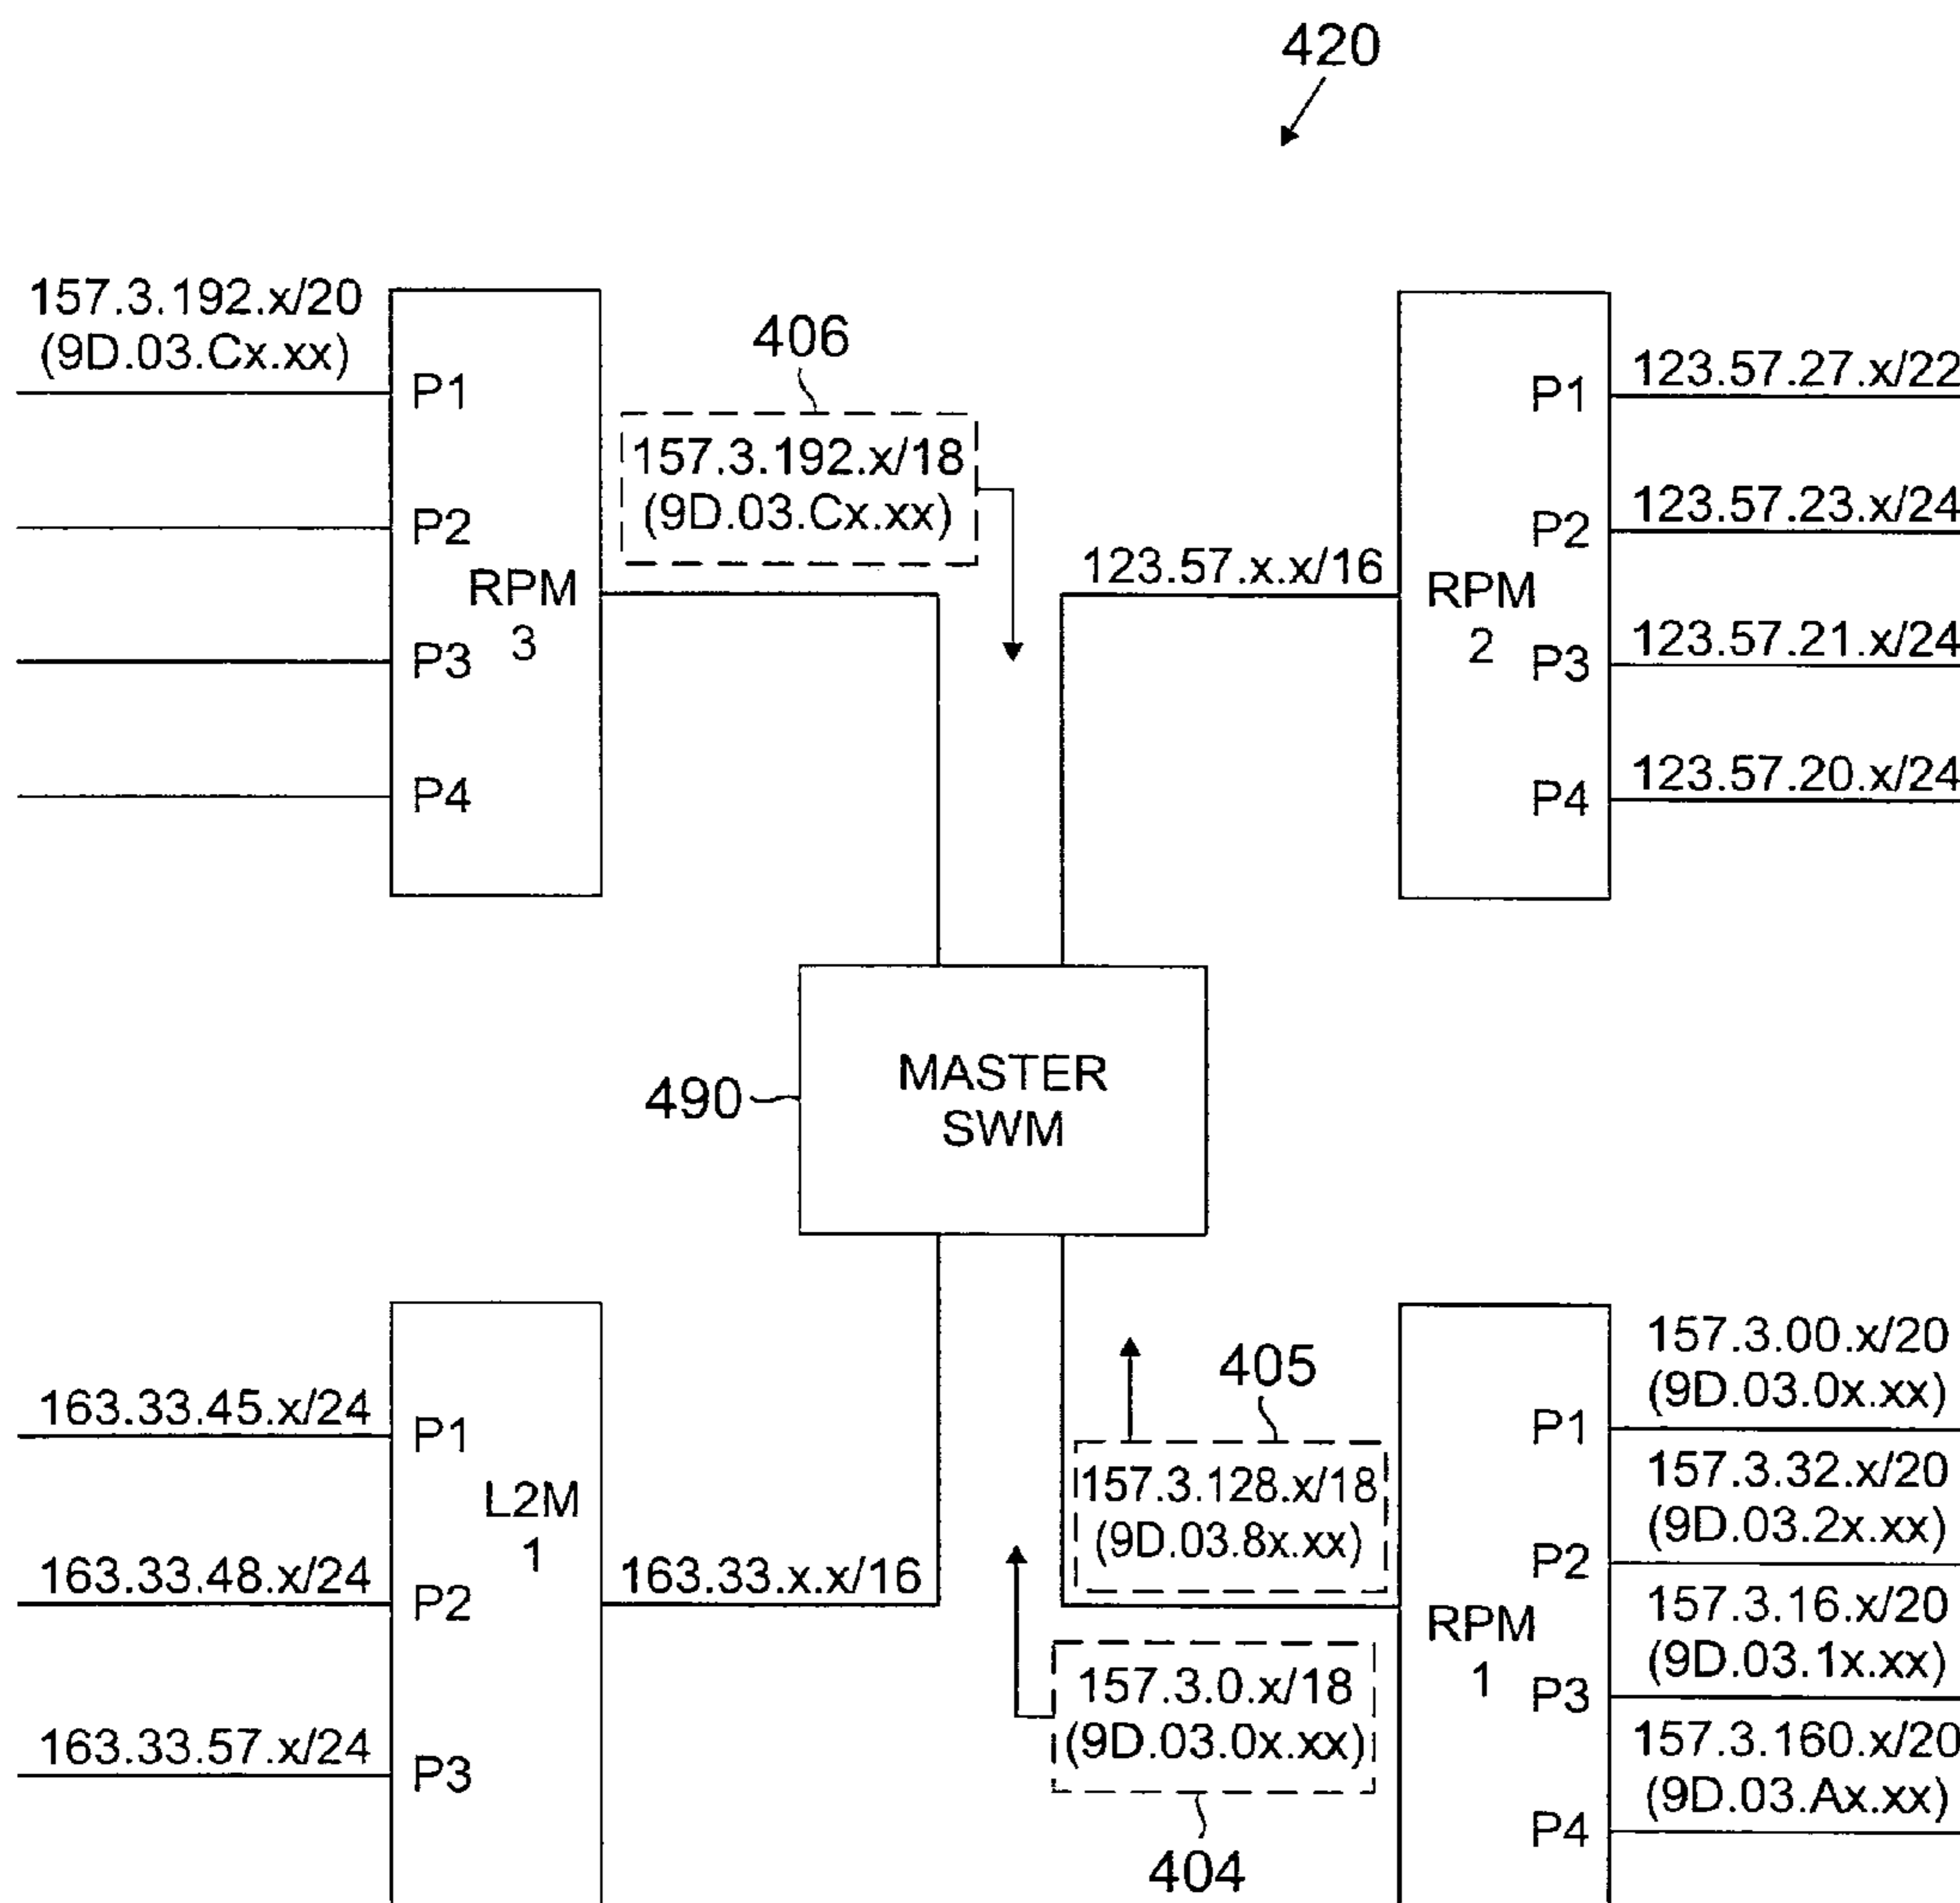 420
157.3.192.x/20
(9D.03.Cx.xx)
P1
P2
RPM
3
P3
P4
406
157.3.192.x/18
(9D.03.Cx.xx)
123.57.x.x/16
P1
123.57.27.x/22
P2
123.57.23.x/24
RPM
2
P3
123.57.21.x/24
P4
123.57.20.x/24
490
MASTER
SWM
163.33.45.x/24
P1
L2M
1
163.33.48.x/24
P2
163.33.x.x/16
163.33.57.x/24
P3
405
157.3.128.x/18
(9D.03.8x.xx)
157.3.0.x/18
(9D.03.0x.xx)
404
157.3.00.x/20
(9D.03.0x.xx)
P1
157.3.32.x/20
(9D.03.2x.xx)
P2
RPM
1
157.3.16.x/20
(9D.03.1x.xx)
P3
157.3.160.x/20
(9D.03.Ax.xx)
P4